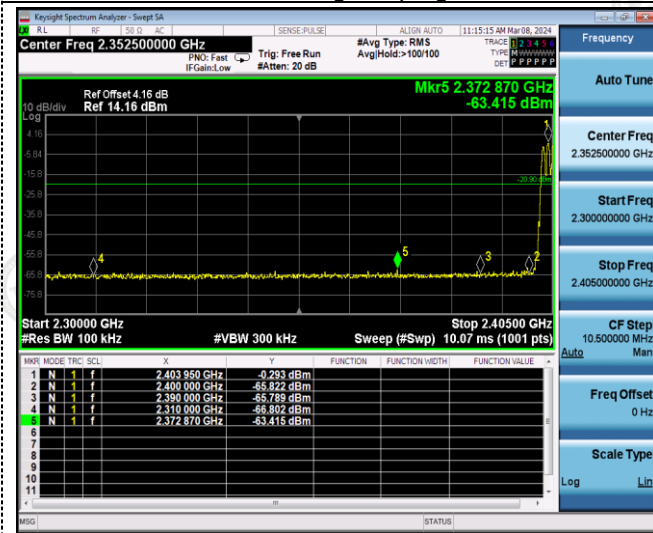 Keysight Spectrum Analyzer - Swept SA
RL RF 50 Ω AC SENSE:PULSE ALIGN AUTO 11:15:15 AM Mar 08, 2024
Center Freq 2.352500000 GHz
PNO: Fast
IFGain:Low
Trig: Free Run
#Atten: 20 dB
#Avg Type: RMS
Avg|Hold:>100/100
TRACE 1 2 3 4 5 6
TYPE M W W W W W
DET P P P P P P
Frequency
Auto Tune
Center Freq
2.352500000 GHz
Start Freq
2.300000000 GHz
Stop Freq
2.405000000 GHz
CF Step
10.500000 MHz
Auto Man
Freq Offset
0 Hz
Scale Type
Log Lin
Ref Offset 4.16 dB
Ref 14.16 dBm
10 dB/div
Log
Mkr5 2.372 870 GHz
-63.415 dBm
1
4.16
-5.84
-15.8
-20.90 dBm
-25.8
-35.8
-45.8
-55.8
4 5 3 2
-65.8
-75.8
Start 2.30000 GHz Stop 2.40500 GHz
#Res BW 100 kHz #VBW 300 kHz Sweep (#Swp) 10.07 ms (1001 pts)
MKR MODE TRC SCL X Y FUNCTION FUNCTION WIDTH FUNCTION VALUE
1 N 1 f 2.403 950 GHz -0.293 dBm
2 N 1 f 2.400 000 GHz -65.822 dBm
3 N 1 f 2.390 000 GHz -65.789 dBm
4 N 1 f 2.310 000 GHz -66.802 dBm
5 N 1 f 2.372 870 GHz -63.415 dBm
6
7
8
9
10
11
MSG STATUS